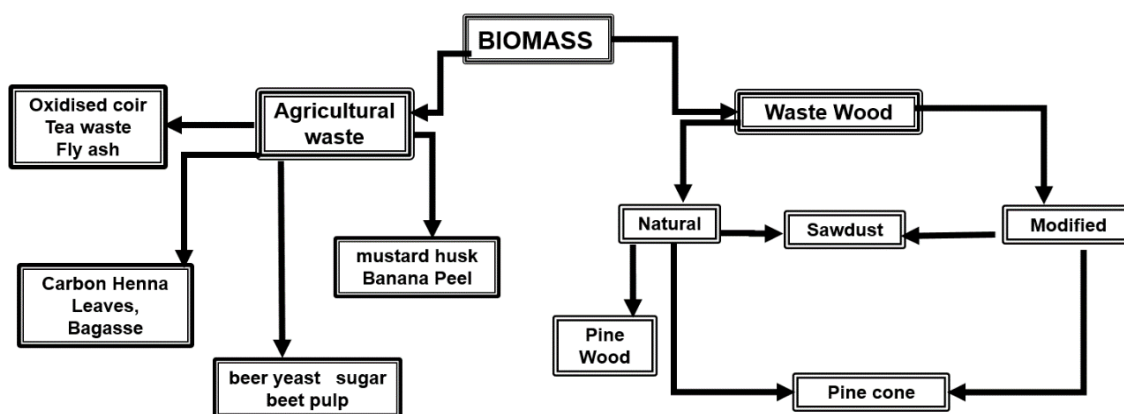 BIOMASS
Oxidised coir
Tea waste
Fly ash
Agricultural
waste
Waste Wood
Natural
Sawdust
Modified
mustard husk
Banana Peel
Carbon Henna
Leaves,
Bagasse
Pine
Wood
beer yeast sugar
beet pulp
Pine cone